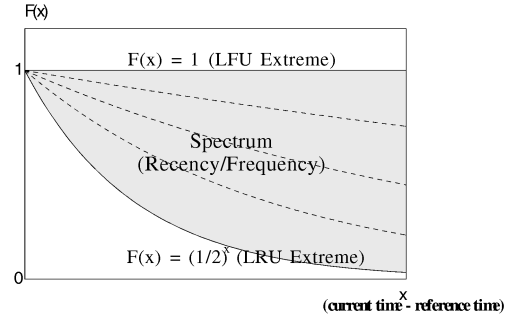 F(x)
1
F(x) = 1 (LFU Extreme)
Spectrum
(Recency/Frequency)
F(x) = (1/2)^x (LRU Extreme)
0
x
(current time - reference time)